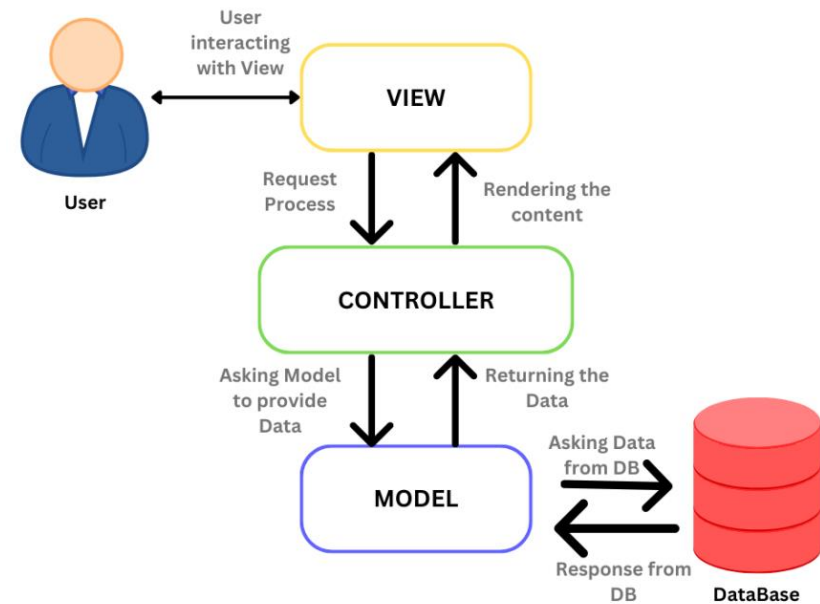 User
interacting
with View
VIEW
User
Request
Process
Rendering the
content
CONTROLLER
Asking Model
to provide
Data
Returning the
Data
Asking Data
from DB
MODEL
Response from
DB
DataBase